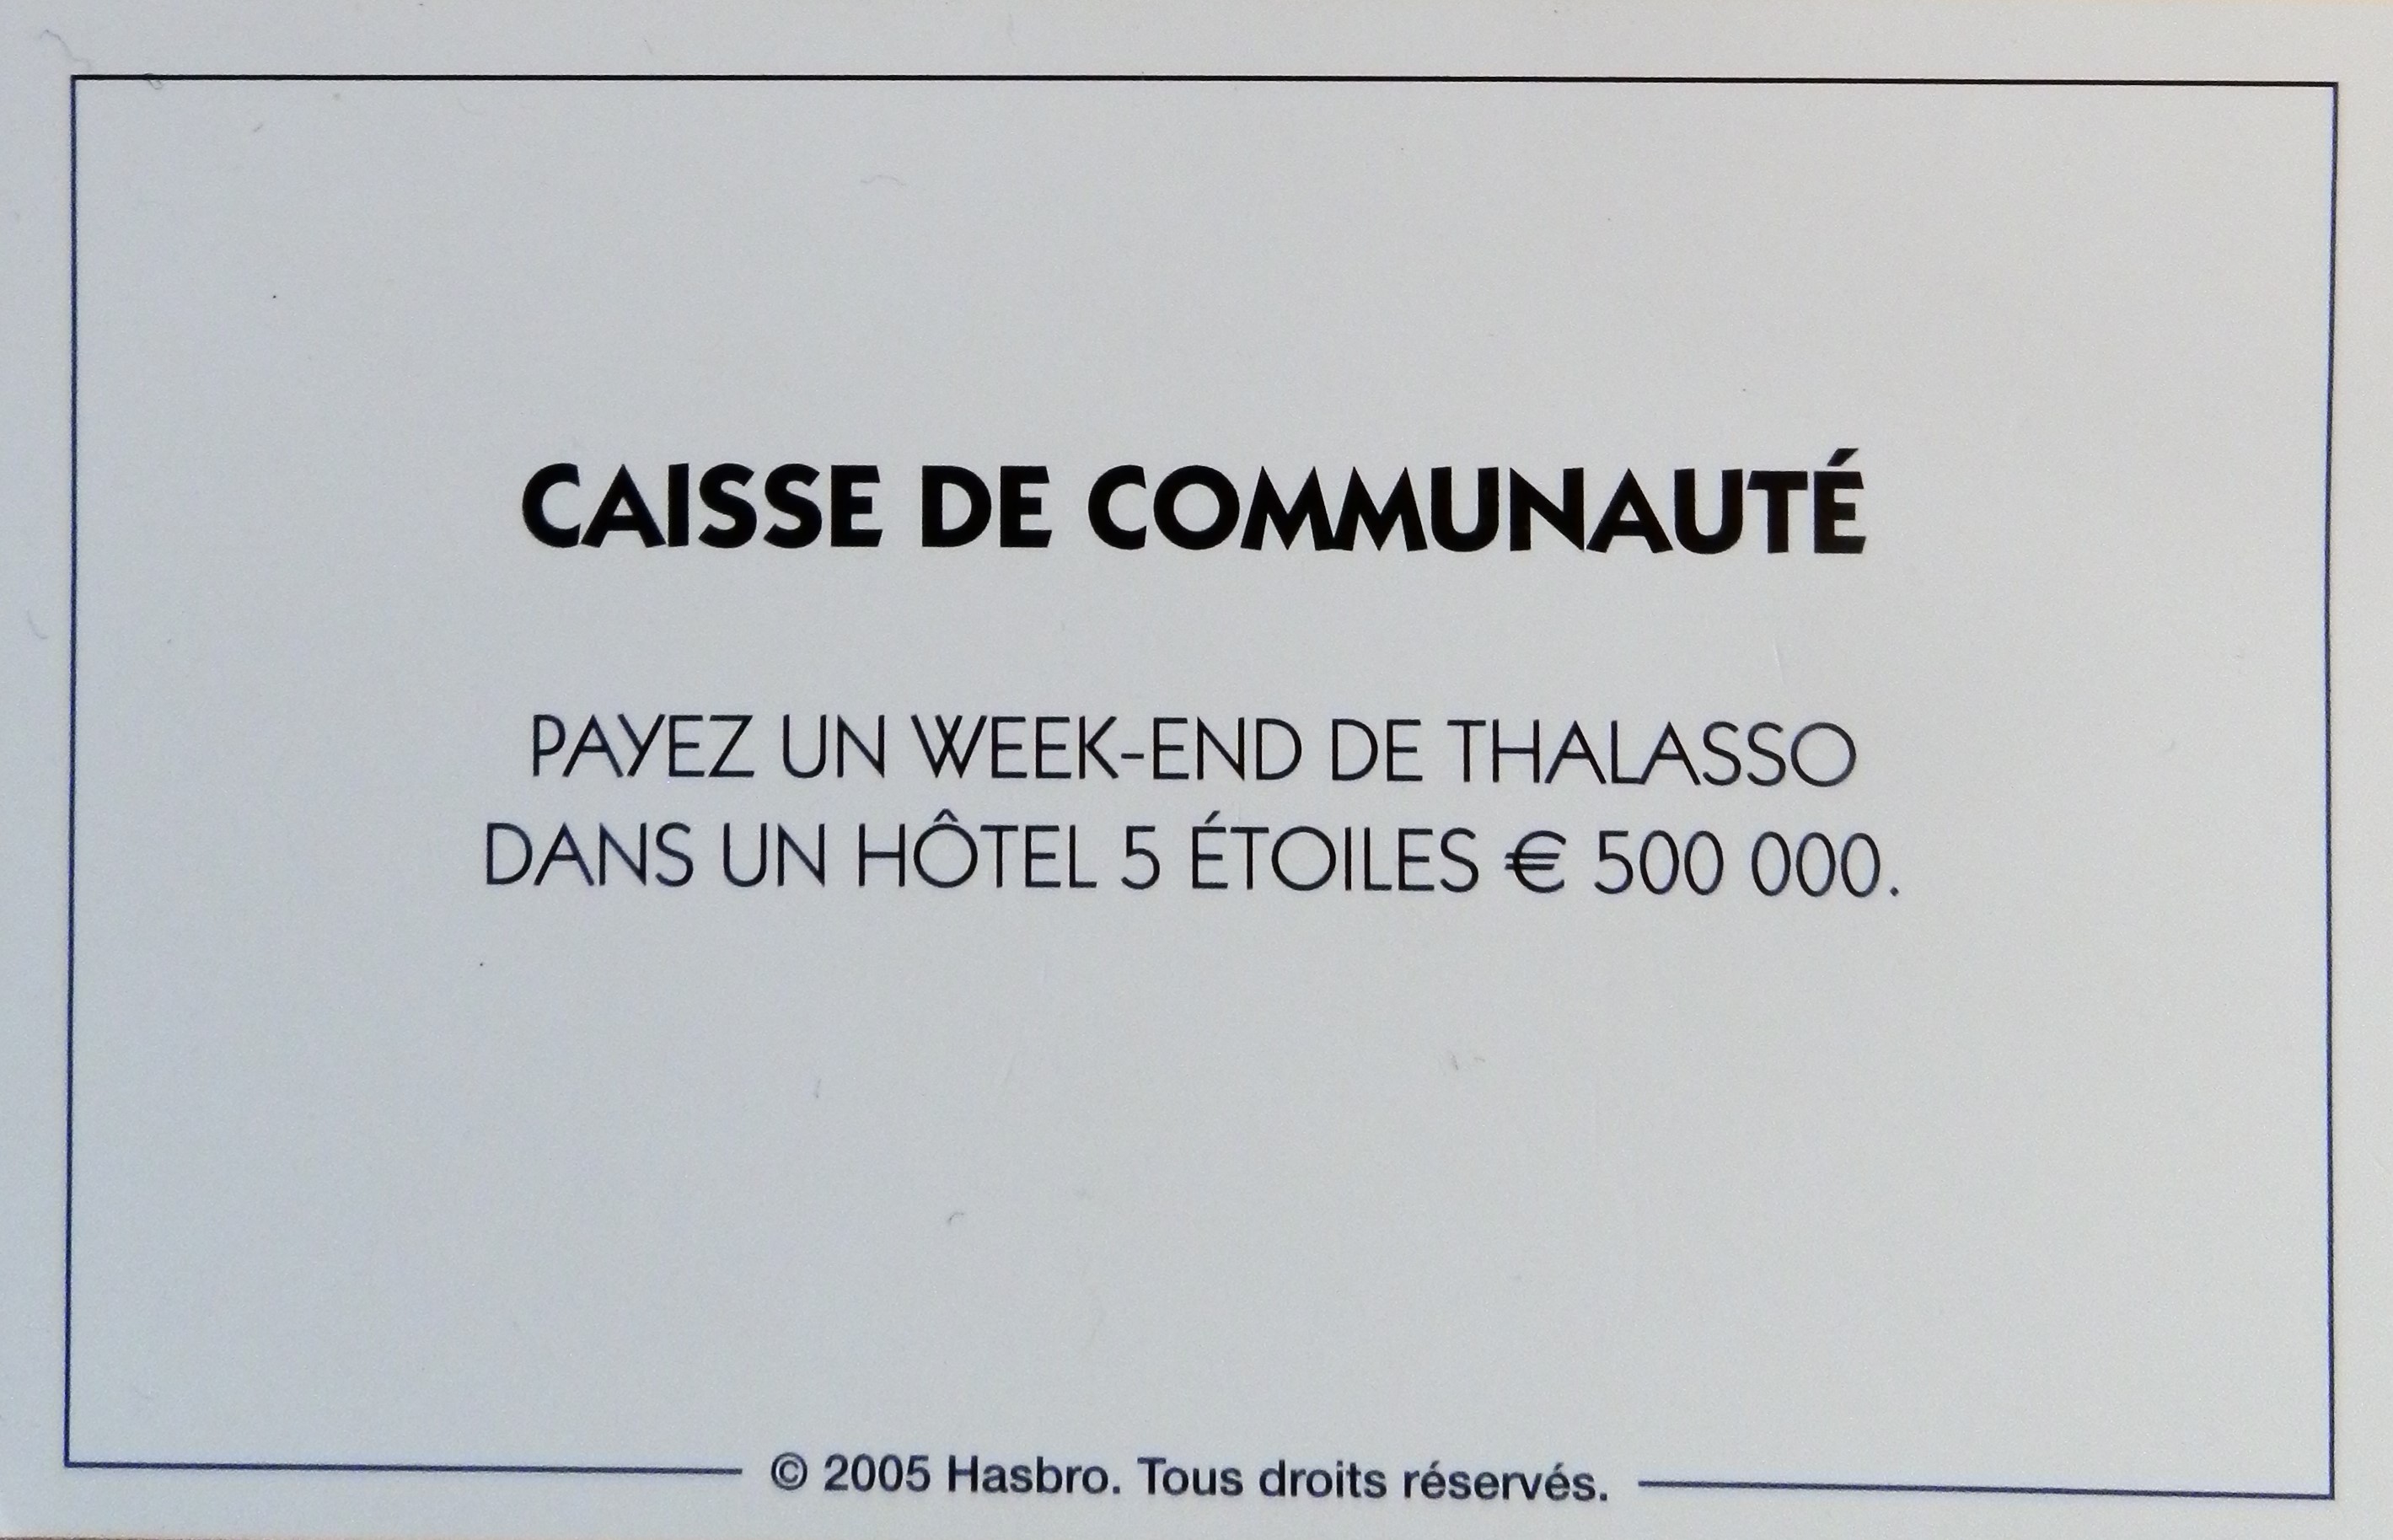 CAISSE DE COMMUNAUTÉ
PAYEZ UN WEEK-END DE THALASSO
DANS UN HÔTEL 5 ÉTOILES € 500 000.
© 2005 Hasbro. Tous droits réservés.